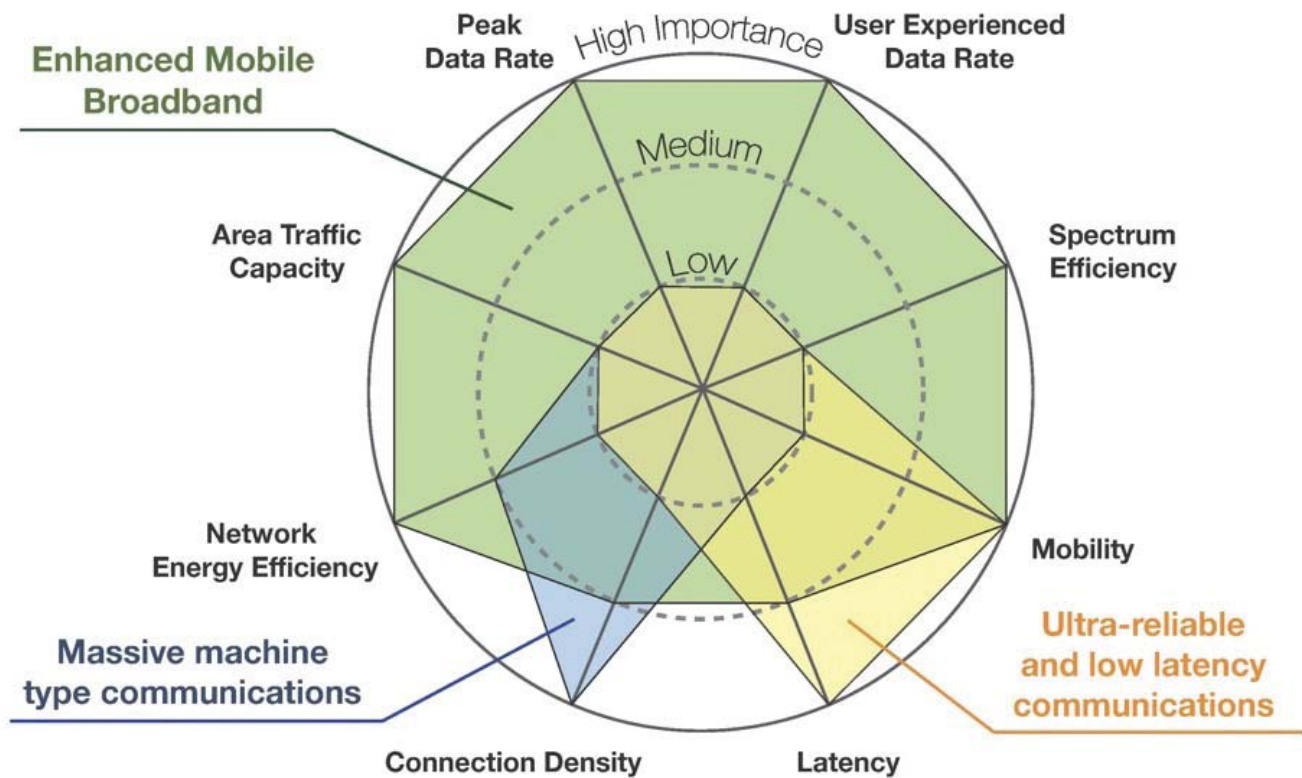 Peak
Data Rate
High Importance
User Experienced
Data Rate
Enhanced Mobile
Broadband
Medium
Area Traffic
Capacity
Low
Spectrum
Efficiency
Network
Energy Efficiency
Mobility
Massive machine
type communications
Ultra-reliable
and low latency
communications
Connection Density
Latency